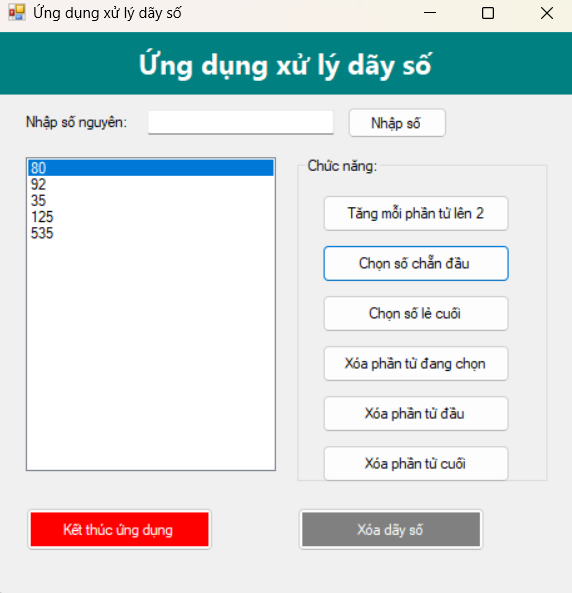 Ứng dụng xử lý dãy số
Ứng dụng xử lý dãy số
Nhập số nguyên:
Nhập số
80
92
35
125
535
Chức năng:
Tăng mỗi phần tử lên 2
Chọn số chẵn đầu
Chọn số lẻ cuối
Xóa phần tử đang chọn
Xóa phần tử đầu
Xóa phần tử cuối
Kết thúc ứng dụng
Xóa dãy số